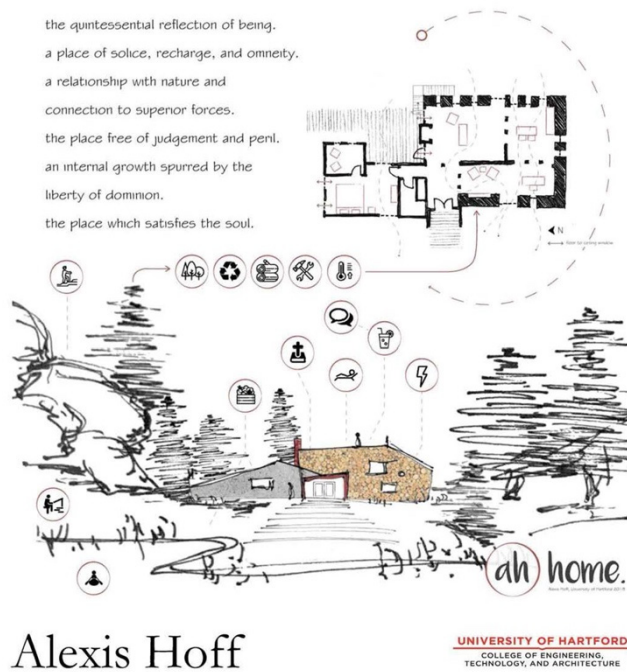 the quintessential reflection of being.
a place of solice, recharge, and omneity.
a relationship with nature and
connection to superior forces.
the place free of judgement and peril.
an internal growth spurred by the
liberty of dominion.
the place which satisfies the soul.
N
ah home.
Alexis Hoff
UNIVERSITY OF HARTFORD
COLLEGE OF ENGINEERING,
TECHNOLOGY, AND ARCHITECTURE